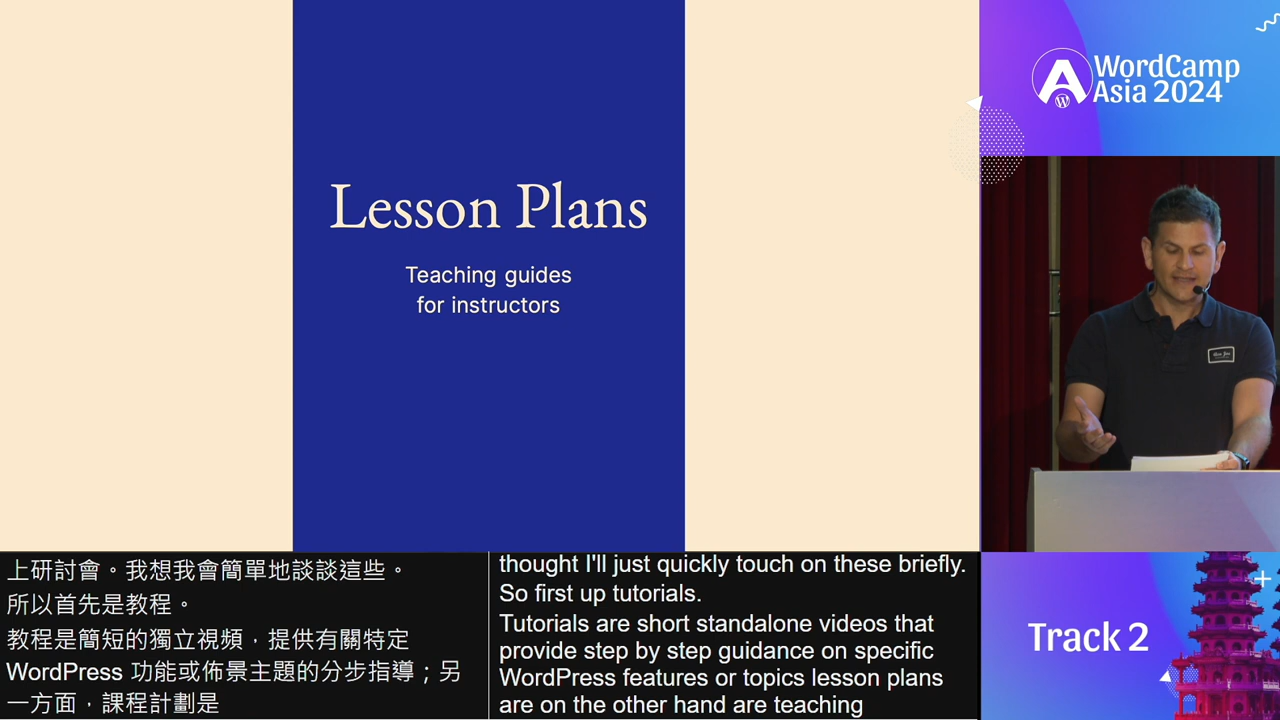 Lesson Plans
Teaching guides
for instructors
WordCamp
Asia 2024
上研討會。我想我會簡單地談談這些。
所以首先是教程。
教程是簡短的獨立視頻，提供有關特定
WordPress 功能或佈景主題的分步指導；另
一方面，課程計劃是
thought I'll just quickly touch on these briefly.
So first up tutorials.
Tutorials are short standalone videos that
provide step by step guidance on specific
WordPress features or topics lesson plans
are on the other hand are teaching
Track 2